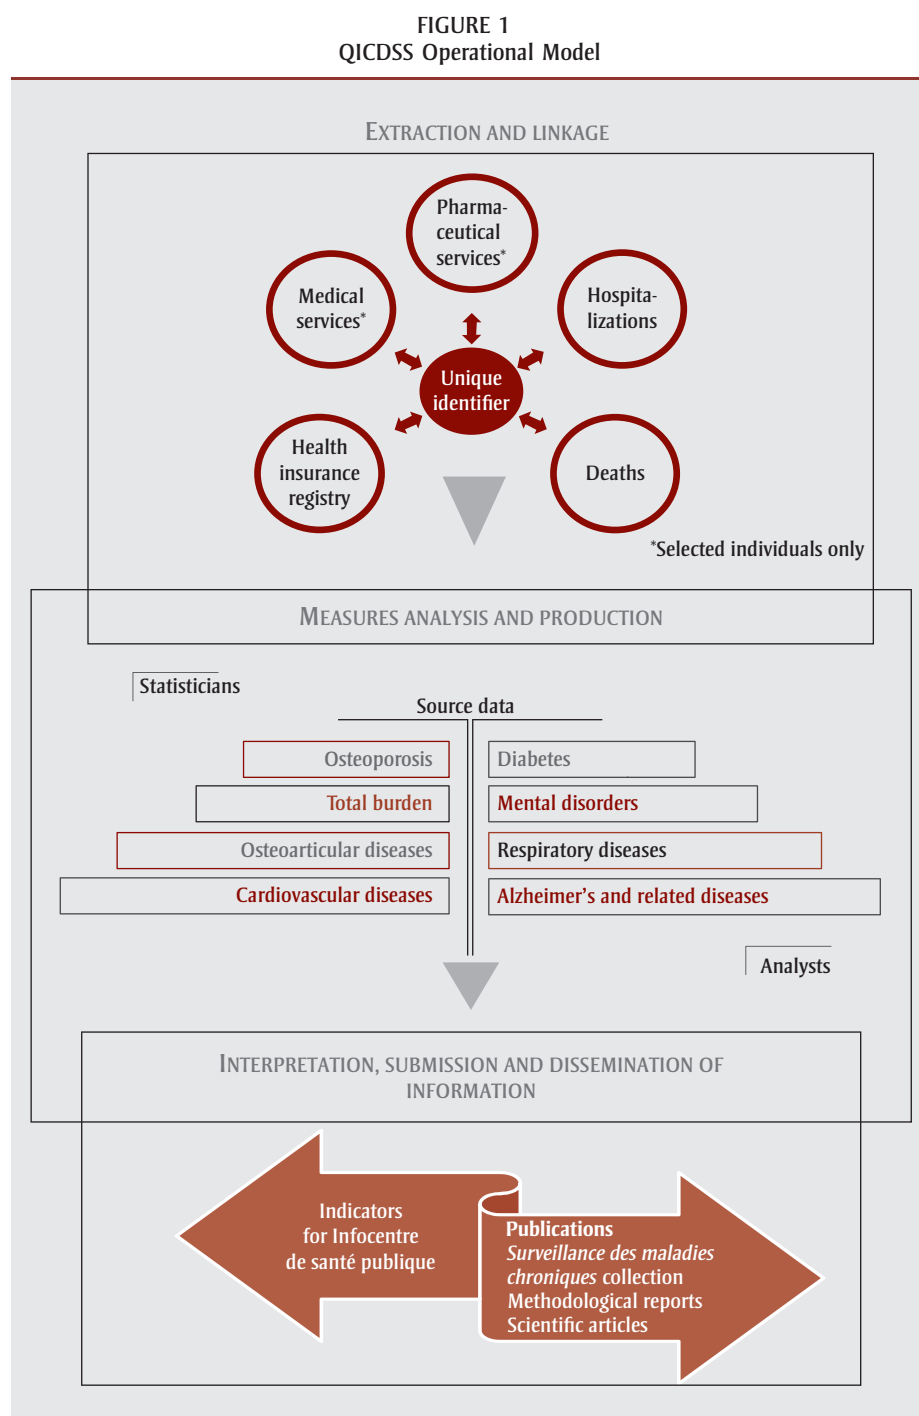 FIGURE 1
QICDSS Operational Model
EXTRACTION AND LINKAGE
Pharma-
ceutical
services*
Medical
services*
Hospita-
lizations
Unique
identifier
Health
insurance
registry
Deaths
*Selected individuals only
MEASURES ANALYSIS AND PRODUCTION
Statisticians
Source data
Osteoporosis
Diabetes
Total burden
Mental disorders
Osteoarticular diseases
Respiratory diseases
Cardiovascular diseases
Alzheimer's and related diseases
Analysts
INTERPRETATION, SUBMISSION AND DISSEMINATION OF
INFORMATION
Indicators
for Infocentre
de santé publique
Publications
Surveillance des maladies
chroniques collection
Methodological reports
Scientific articles